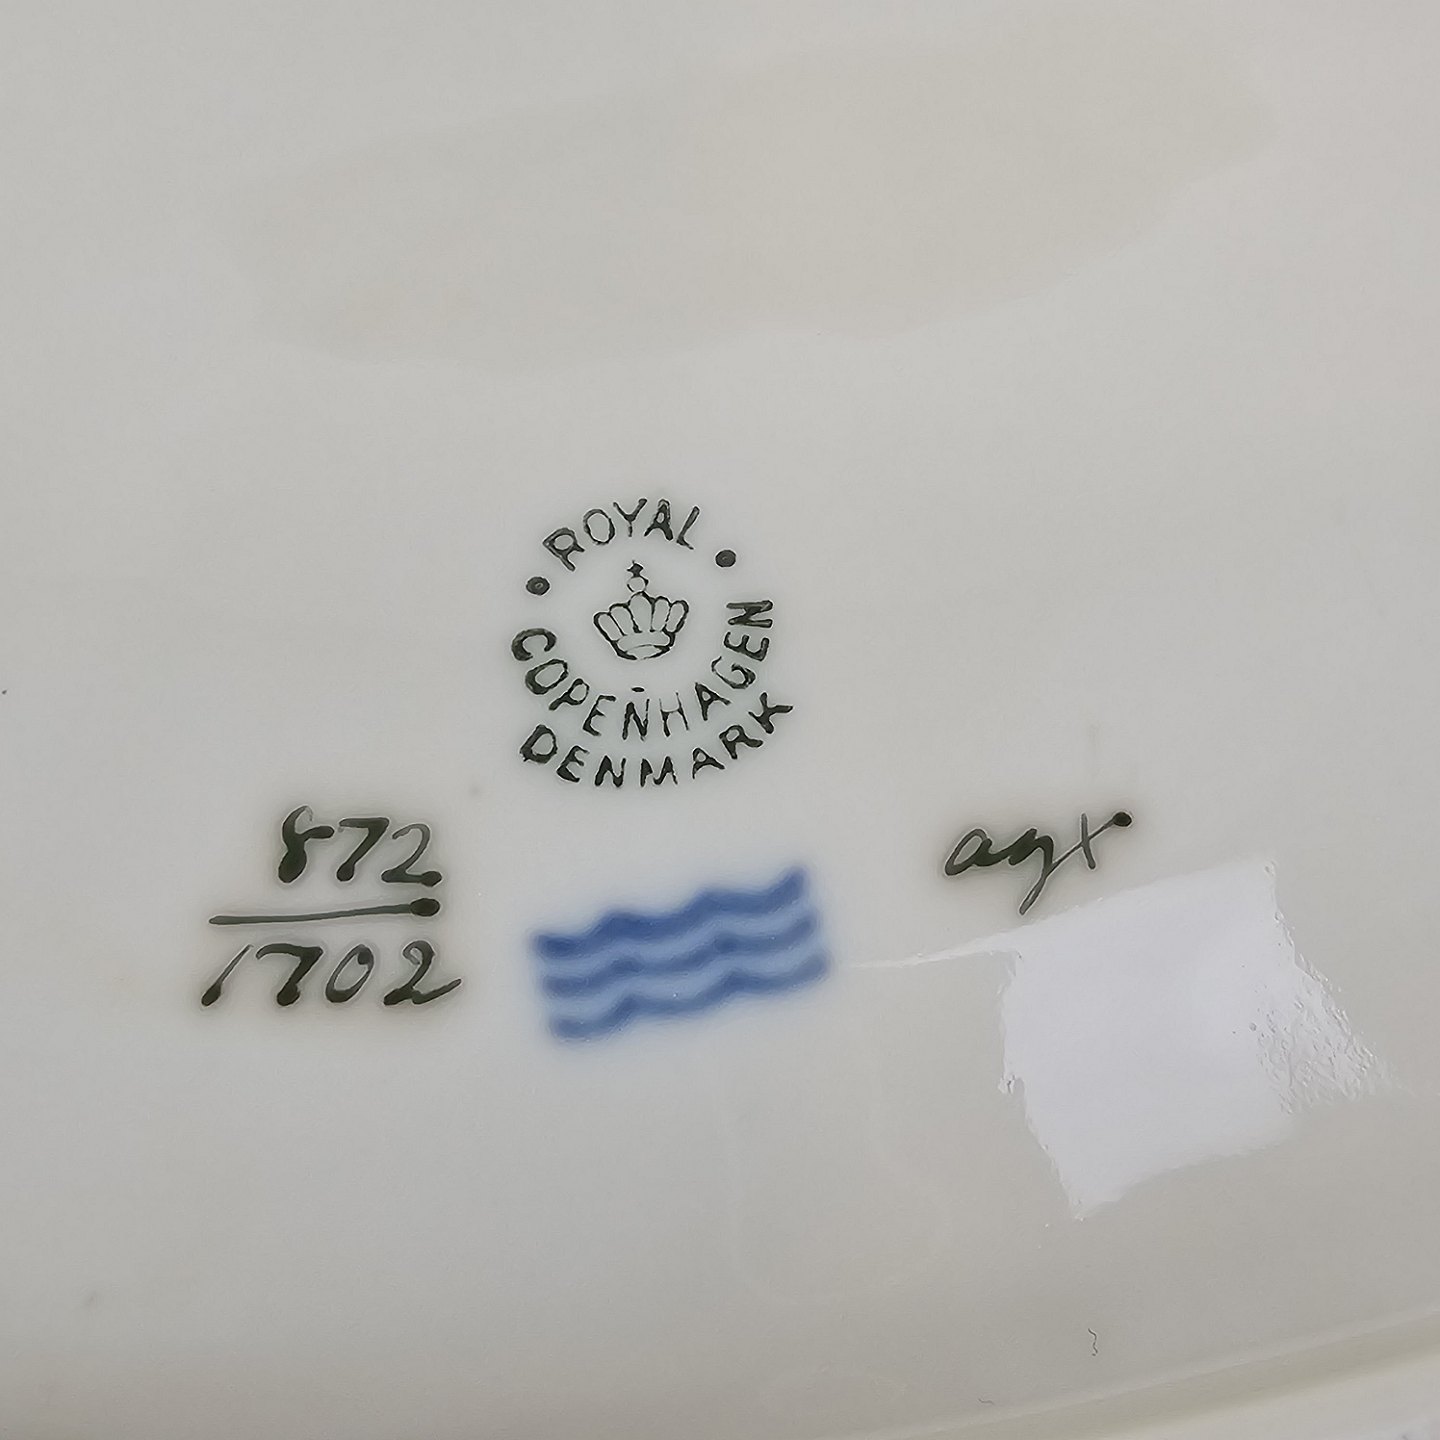 ROYAL
COPENHAGEN
DENMARK
872
1702